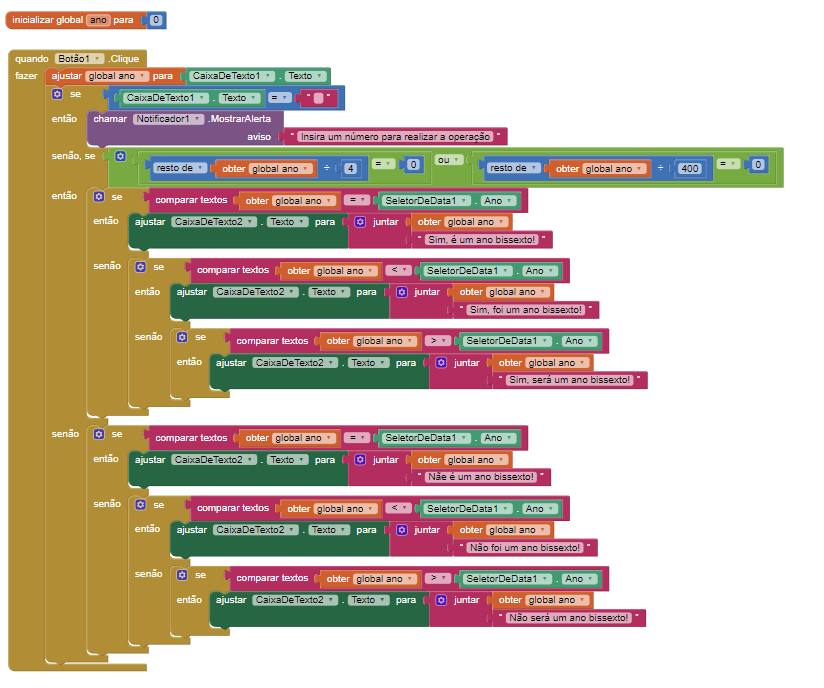 inicializar global ano para 0
quando Botão1 .Clique
fazer ajustar global ano para CaixaDeTexto1 . Texto
se CaixaDeTexto1 . Texto = " "
então chamar Notificador1 .MostrarAlerta
aviso " Insira um número para realizar a operação "
senão, se resto de obter global ano ÷ 4 = 0 ou resto de obter global ano ÷ 400 = 0
então se comparar textos obter global ano = SeletorDeData1 . Ano
então ajustar CaixaDeTexto2 . Texto para juntar obter global ano
" Sim, é um ano bissexto! "
senão se comparar textos obter global ano < SeletorDeData1 . Ano
então ajustar CaixaDeTexto2 . Texto para juntar obter global ano
" Sim, foi um ano bissexto! "
senão se comparar textos obter global ano > SeletorDeData1 . Ano
então ajustar CaixaDeTexto2 . Texto para juntar obter global ano
" Sim, será um ano bissexto! "
senão se comparar textos obter global ano = SeletorDeData1 . Ano
então ajustar CaixaDeTexto2 . Texto para juntar obter global ano
" Nãe é um ano bissexto! "
senão se comparar textos obter global ano < SeletorDeData1 . Ano
então ajustar CaixaDeTexto2 . Texto para juntar obter global ano
" Não foi um ano bissexto! "
senão se comparar textos obter global ano > SeletorDeData1 . Ano
então ajustar CaixaDeTexto2 . Texto para juntar obter global ano
" Não será um ano bissexto! "